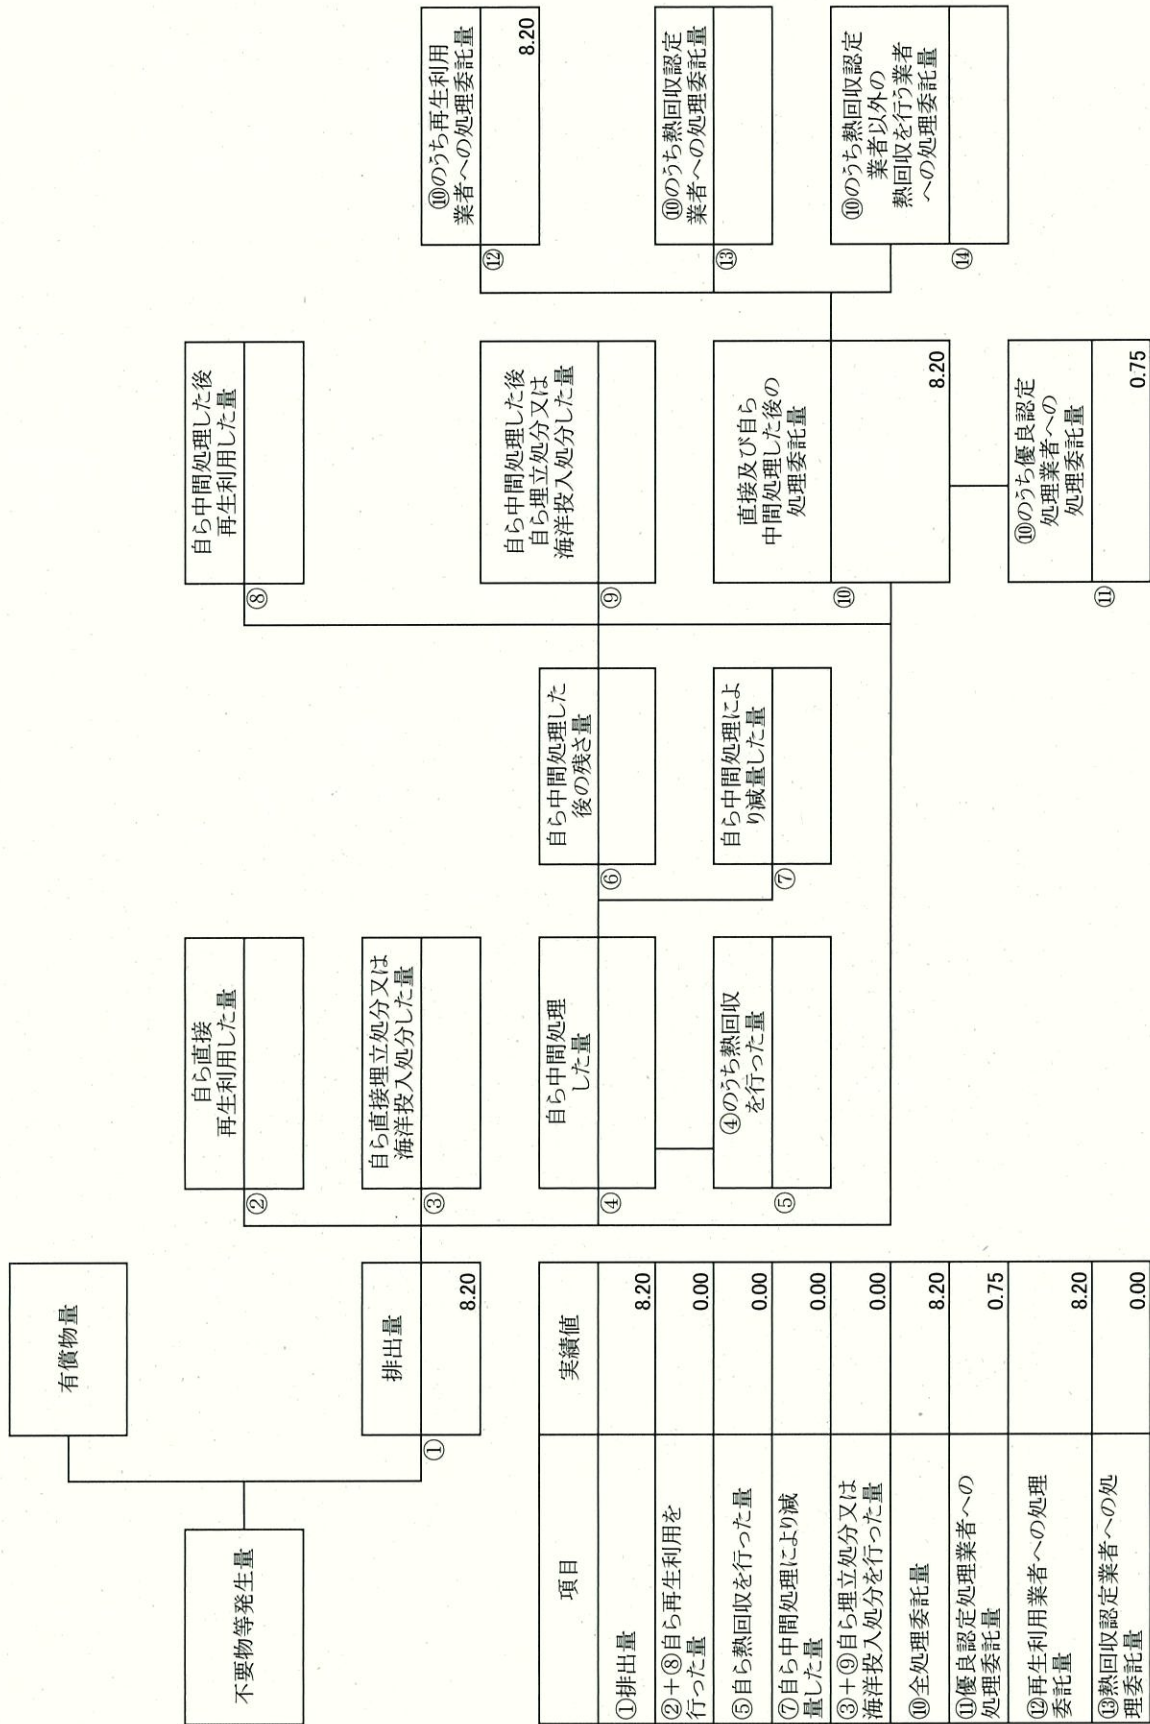 有償物量
不要物等発生量
排出量
①
8.20
自ら直接
再生利用した量
②
自ら直接埋立処分又は
海洋投入処分した量
③
自ら中間処理
した量
④
④のうち熱回収
を行った量
⑤
自ら中間処理した
後の残さ量
⑥
自ら中間処理によ
り減量した量
⑦
自ら中間処理した後
再生利用した量
⑧
自ら中間処理した後
自ら埋立処分又は
海洋投入処分した量
⑨
直接及び自ら
中間処理した後の
処理委託量
⑩
8.20
⑩のうち優良認定
処理業者への
処理委託量
⑪
0.75
⑩のうち再生利用
業者への処理委託量
⑫
8.20
⑩のうち熱回収認定
業者への処理委託量
⑬
⑩のうち熱回収認定
業者以外の
熱回収を行う業者
への処理委託量
⑭
項目 実績値
①排出量 8.20
②+⑧自ら再生利用を
行った量 0.00
⑤自ら熱回収を行った量 0.00
⑦自ら中間処理により減
量した量 0.00
③+⑨自ら埋立処分又は
海洋投入処分を行った量 0.00
⑩全処理委託量 8.20
⑪優良認定処理業者への
処理委託量 0.75
⑫再生利用業者への処理
委託量 8.20
⑬熱回収認定業者への処
理委託量 0.00